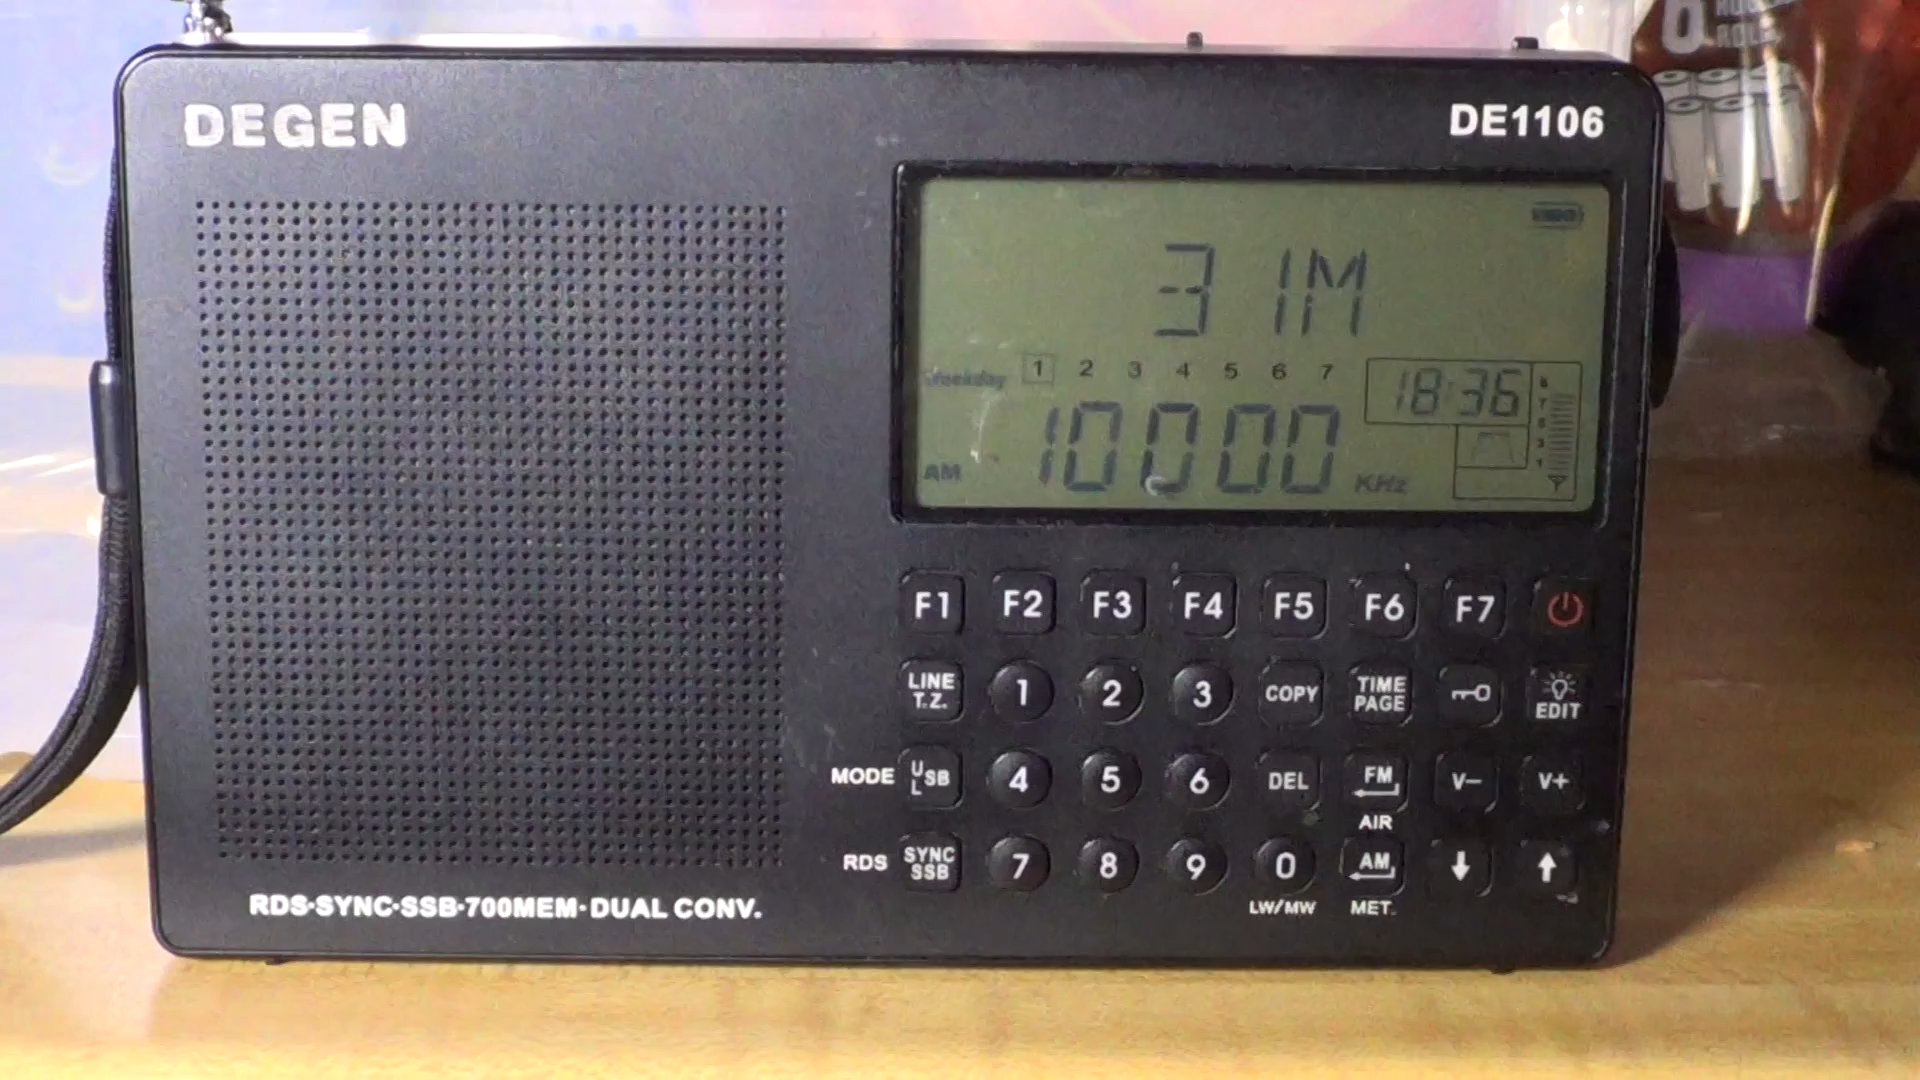 DEGEN
DE1106
31M
Weekday 1 2 3 4 5 6 7
18:36
AM 10000 KHz
F1 F2 F3 F4 F5 F6 F7
LINE T.Z. 1 2 3 COPY TIME PAGE EDIT
MODE U/L SB 4 5 6 DEL FM V- V+
AIR
RDS SYNC SSB 7 8 9 0 AM
LW/MW MET.
RDS·SYNC·SSB·700MEM·DUAL CONV.